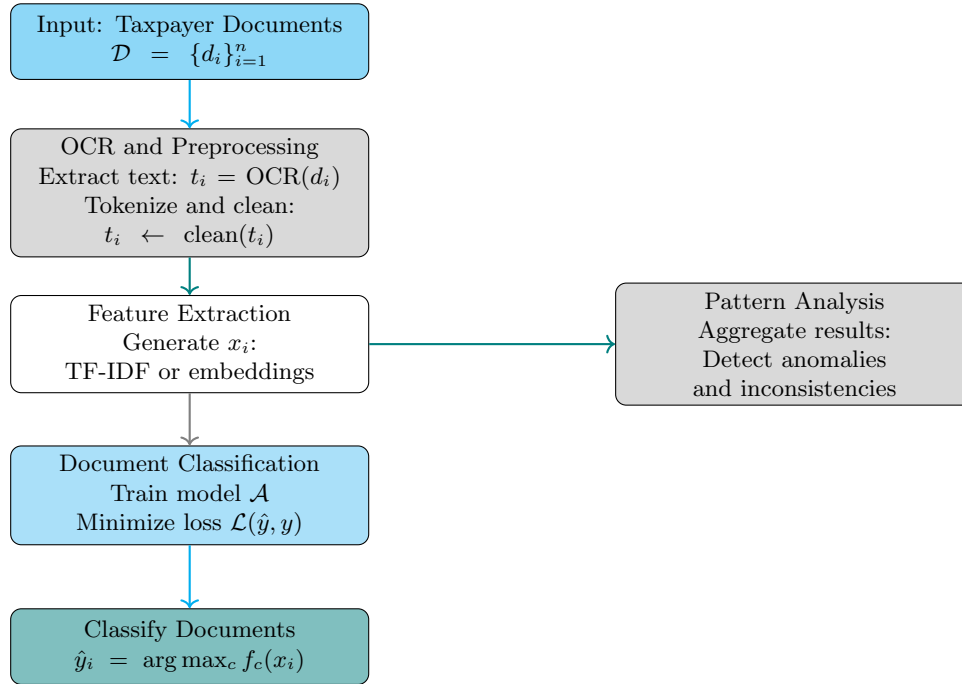 Input: Taxpayer Documents
𝒟 = {d_i}_{i=1}^n
OCR and Preprocessing
Extract text: t_i = OCR(d_i)
Tokenize and clean:
t_i ← clean(t_i)
Feature Extraction
Generate x_i:
TF-IDF or embeddings
Pattern Analysis
Aggregate results:
Detect anomalies
and inconsistencies
Document Classification
Train model 𝒜
Minimize loss ℒ(ŷ, y)
Classify Documents
ŷ_i = arg max_c f_c(x_i)